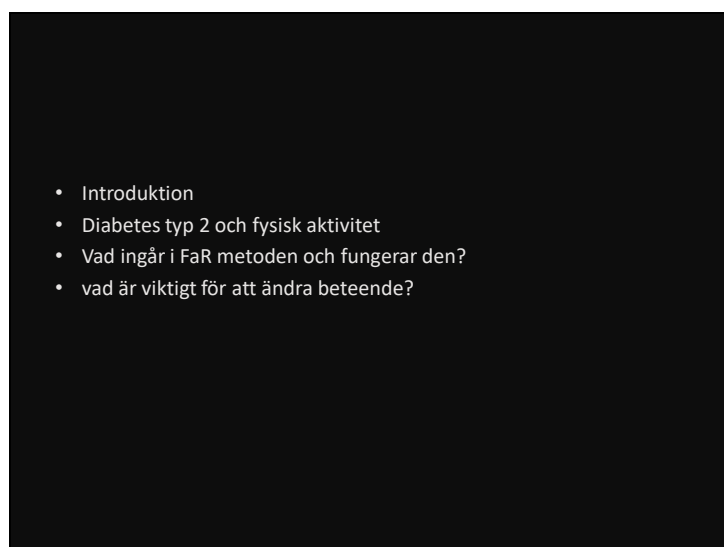 • Introduktion
• Diabetes typ 2 och fysisk aktivitet
• Vad ingår i FaR metoden och fungerar den?
• vad är viktigt för att ändra beteende?